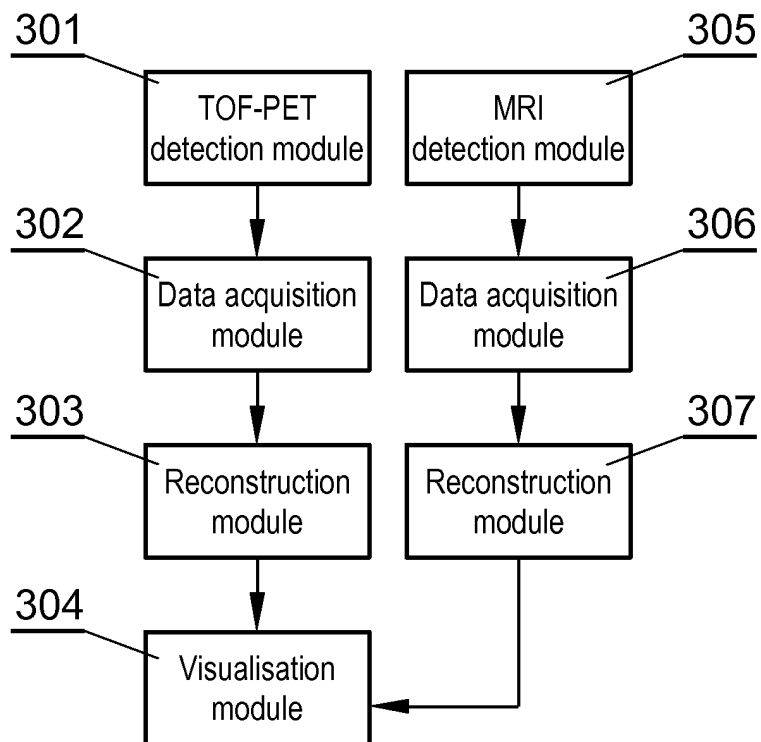 301
TOF-PET
detection module
305
MRI
detection module
302
Data acquisition
module
306
Data acquisition
module
303
Reconstruction
module
307
Reconstruction
module
304
Visualisation
module